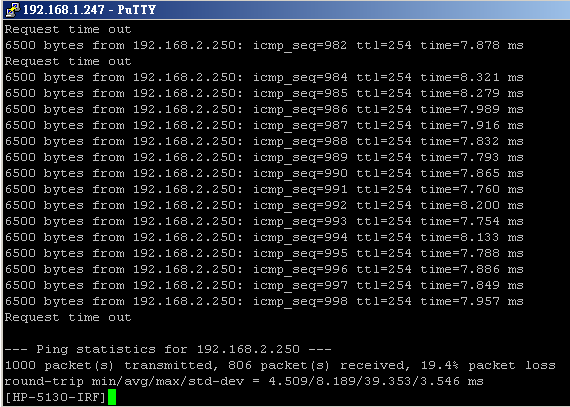 192.168.1.247 - PuTTY
Request time out
6500 bytes from 192.168.2.250: icmp_seq=982 ttl=254 time=7.878 ms
Request time out
6500 bytes from 192.168.2.250: icmp_seq=984 ttl=254 time=8.321 ms
6500 bytes from 192.168.2.250: icmp_seq=985 ttl=254 time=8.279 ms
6500 bytes from 192.168.2.250: icmp_seq=986 ttl=254 time=7.989 ms
6500 bytes from 192.168.2.250: icmp_seq=987 ttl=254 time=7.916 ms
6500 bytes from 192.168.2.250: icmp_seq=988 ttl=254 time=7.832 ms
6500 bytes from 192.168.2.250: icmp_seq=989 ttl=254 time=7.793 ms
6500 bytes from 192.168.2.250: icmp_seq=990 ttl=254 time=7.865 ms
6500 bytes from 192.168.2.250: icmp_seq=991 ttl=254 time=7.760 ms
6500 bytes from 192.168.2.250: icmp_seq=992 ttl=254 time=8.200 ms
6500 bytes from 192.168.2.250: icmp_seq=993 ttl=254 time=7.754 ms
6500 bytes from 192.168.2.250: icmp_seq=994 ttl=254 time=8.133 ms
6500 bytes from 192.168.2.250: icmp_seq=995 ttl=254 time=7.788 ms
6500 bytes from 192.168.2.250: icmp_seq=996 ttl=254 time=7.886 ms
6500 bytes from 192.168.2.250: icmp_seq=997 ttl=254 time=7.849 ms
6500 bytes from 192.168.2.250: icmp_seq=998 ttl=254 time=7.957 ms
Request time out
--- Ping statistics for 192.168.2.250 ---
1000 packet(s) transmitted, 806 packet(s) received, 19.4% packet loss
round-trip min/avg/max/std-dev = 4.509/8.189/39.353/3.546 ms
[HP-5130-IRF]